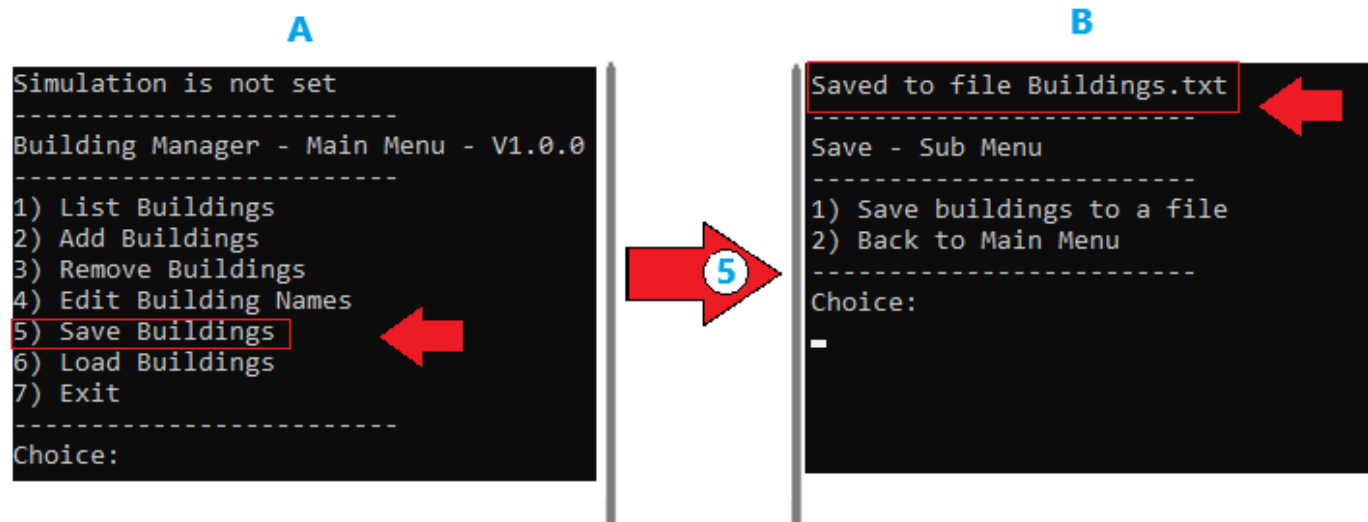 A
Simulation is not set
-------------------------
Building Manager - Main Menu - V1.0.0
-------------------------
1) List Buildings
2) Add Buildings
3) Remove Buildings
4) Edit Building Names
5) Save Buildings
6) Load Buildings
7) Exit
-------------------------
Choice:
5
B
Saved to file Buildings.txt
-------------------------
Save - Sub Menu
-------------------------
1) Save buildings to a file
2) Back to Main Menu
-------------------------
Choice: